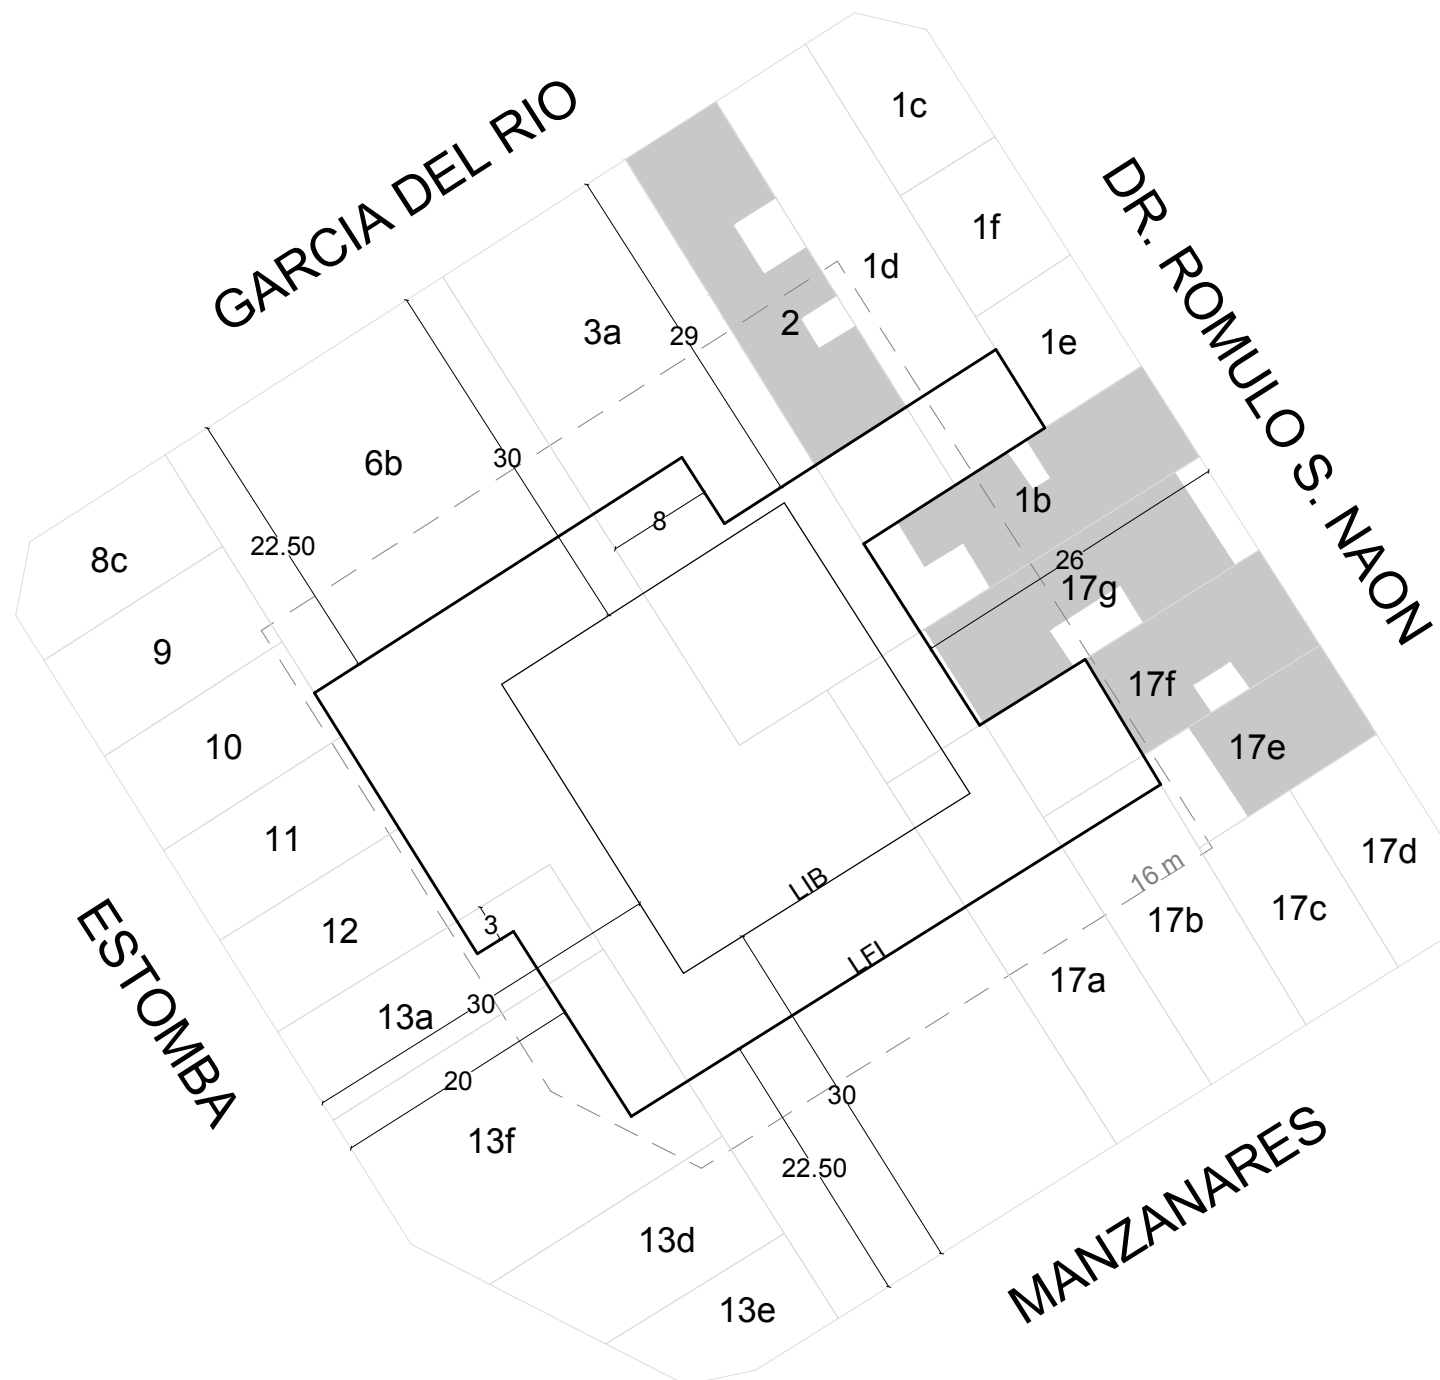 GARCIA DEL RIO
1c
DR. ROMULO S. NAON
1f
1d
3a
29
2
1e
6b
30
8
1b
8c
22.50
26
17g
9
17f
10
17e
11
LIB
16 m
17d
ESTOMBA
12
3
17b
17c
LFI
17a
13a
30
20
30
13f
22.50
MANZANARES
13d
13e